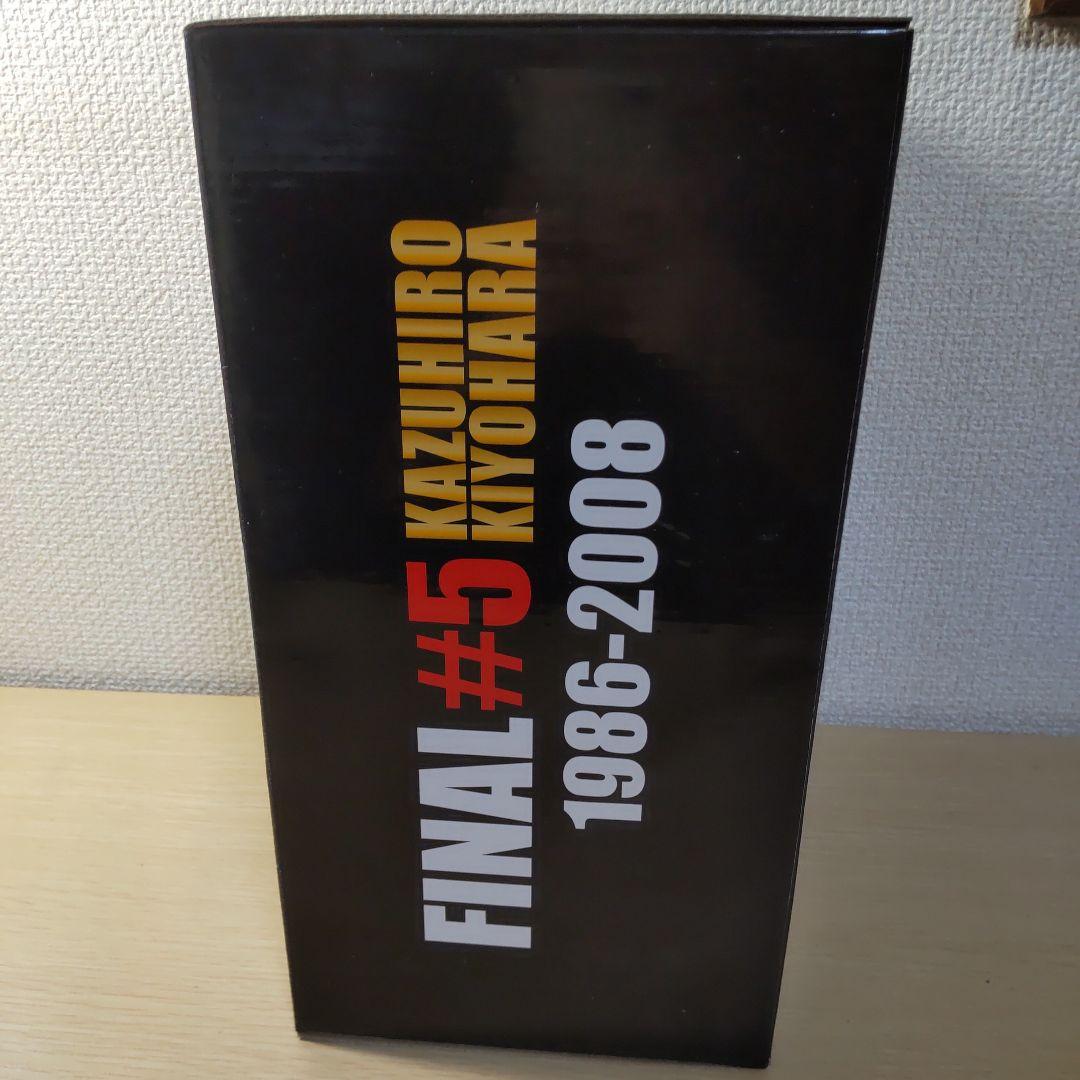 FINAL #5 KAZUHIRO
KIYOHARA
1986-2008